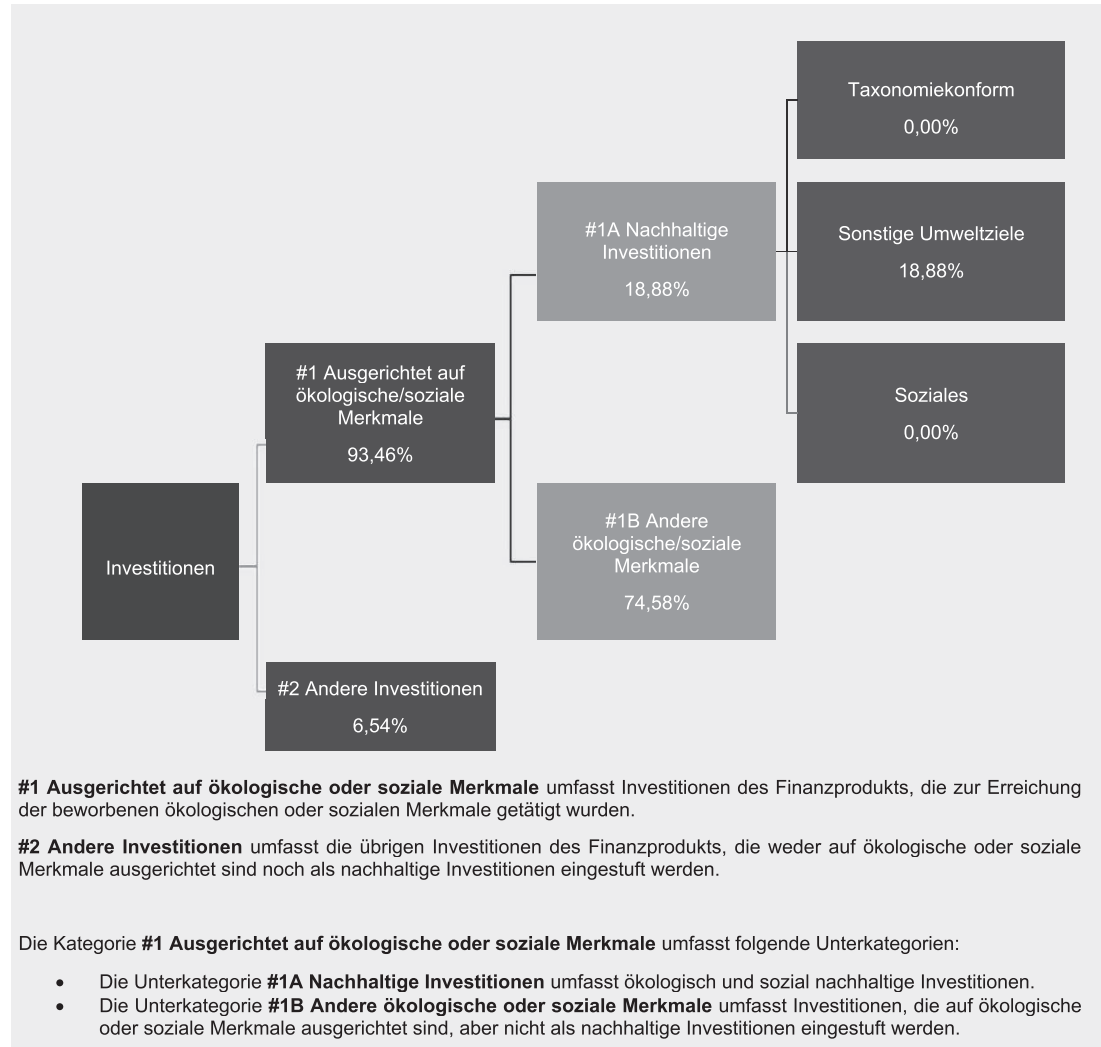 Taxonomiekonform
0,00%
#1A Nachhaltige
Investitionen
18,88%
Sonstige Umweltziele
18,88%
#1 Ausgerichtet auf
ökologische/soziale
Merkmale
93,46%
Soziales
0,00%
Investitionen
#1B Andere
ökologische/soziale
Merkmale
74,58%
#2 Andere Investitionen
6,54%
#1 Ausgerichtet auf ökologische oder soziale Merkmale umfasst Investitionen des Finanzprodukts, die zur Erreichung
der beworbenen ökologischen oder sozialen Merkmale getätigt wurden.
#2 Andere Investitionen umfasst die übrigen Investitionen des Finanzprodukts, die weder auf ökologische oder soziale
Merkmale ausgerichtet sind noch als nachhaltige Investitionen eingestuft werden.
Die Kategorie #1 Ausgerichtet auf ökologische oder soziale Merkmale umfasst folgende Unterkategorien:
• Die Unterkategorie #1A Nachhaltige Investitionen umfasst ökologisch und sozial nachhaltige Investitionen.
• Die Unterkategorie #1B Andere ökologische oder soziale Merkmale umfasst Investitionen, die auf ökologische
oder soziale Merkmale ausgerichtet sind, aber nicht als nachhaltige Investitionen eingestuft werden.